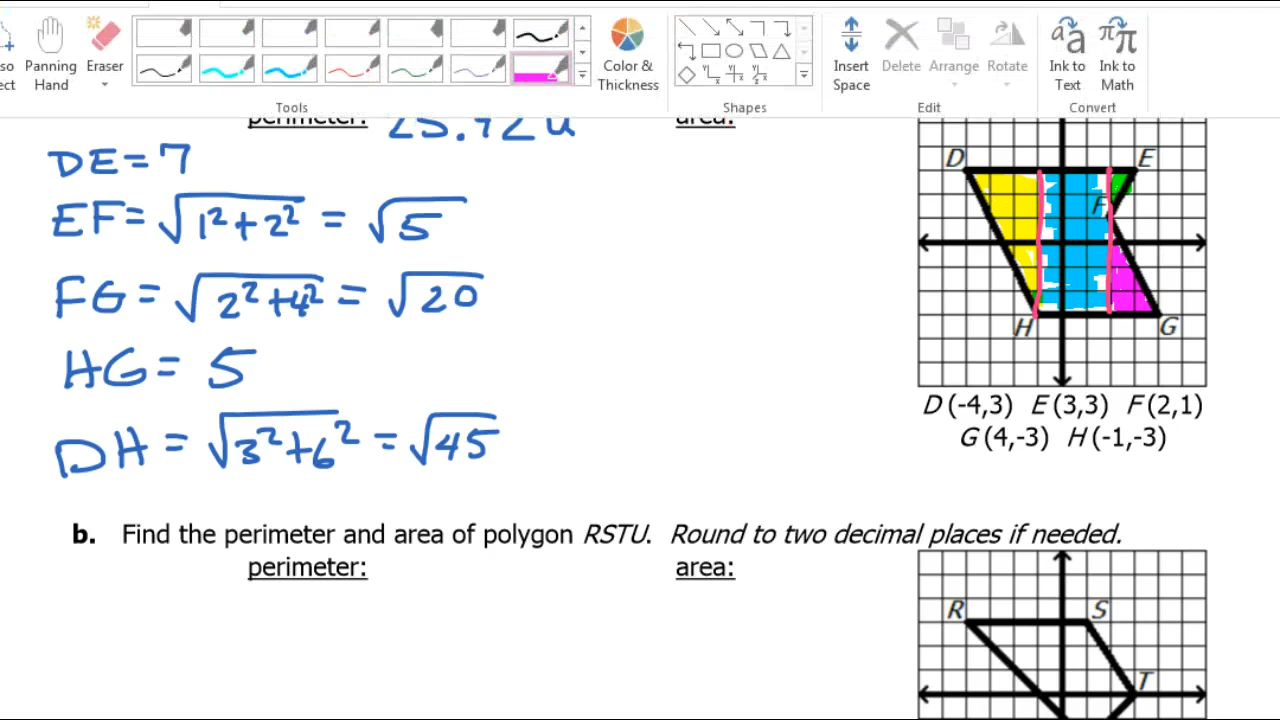 Panning Hand
Eraser
Color & Thickness
Insert Space
Delete
Arrange
Rotate
Ink to Text
Ink to Math
Tools
Shapes
Edit
Convert
perimeter:
area:
DE = 7
EF = √1² + 2² = √5
FG = √2² + 4² = √20
HG = 5
DH = √3² + 6² = √45
D
E
F
H
G
D (-4,3) E (3,3) F (2,1)
G (4,-3) H (-1,-3)
b. Find the perimeter and area of polygon RSTU. Round to two decimal places if needed.
perimeter:
area:
R
S
T